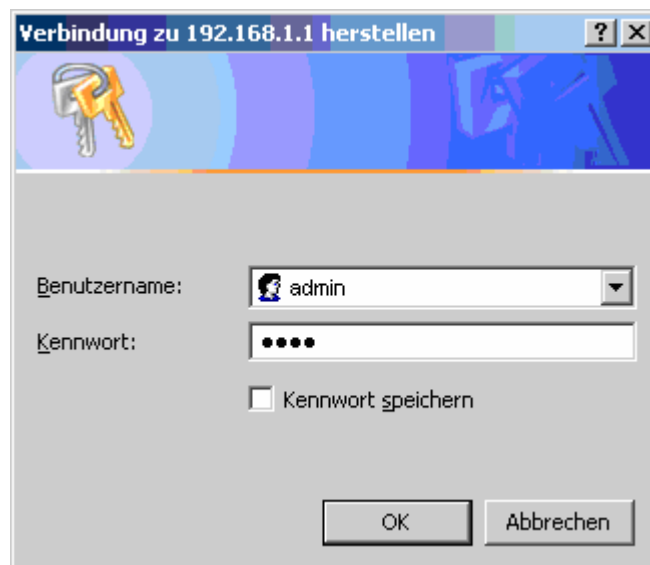 Verbindung zu 192.168.1.1 herstellen
Benutzername: admin
Kennwort: ●●●●
Kennwort speichern
OK Abbrechen